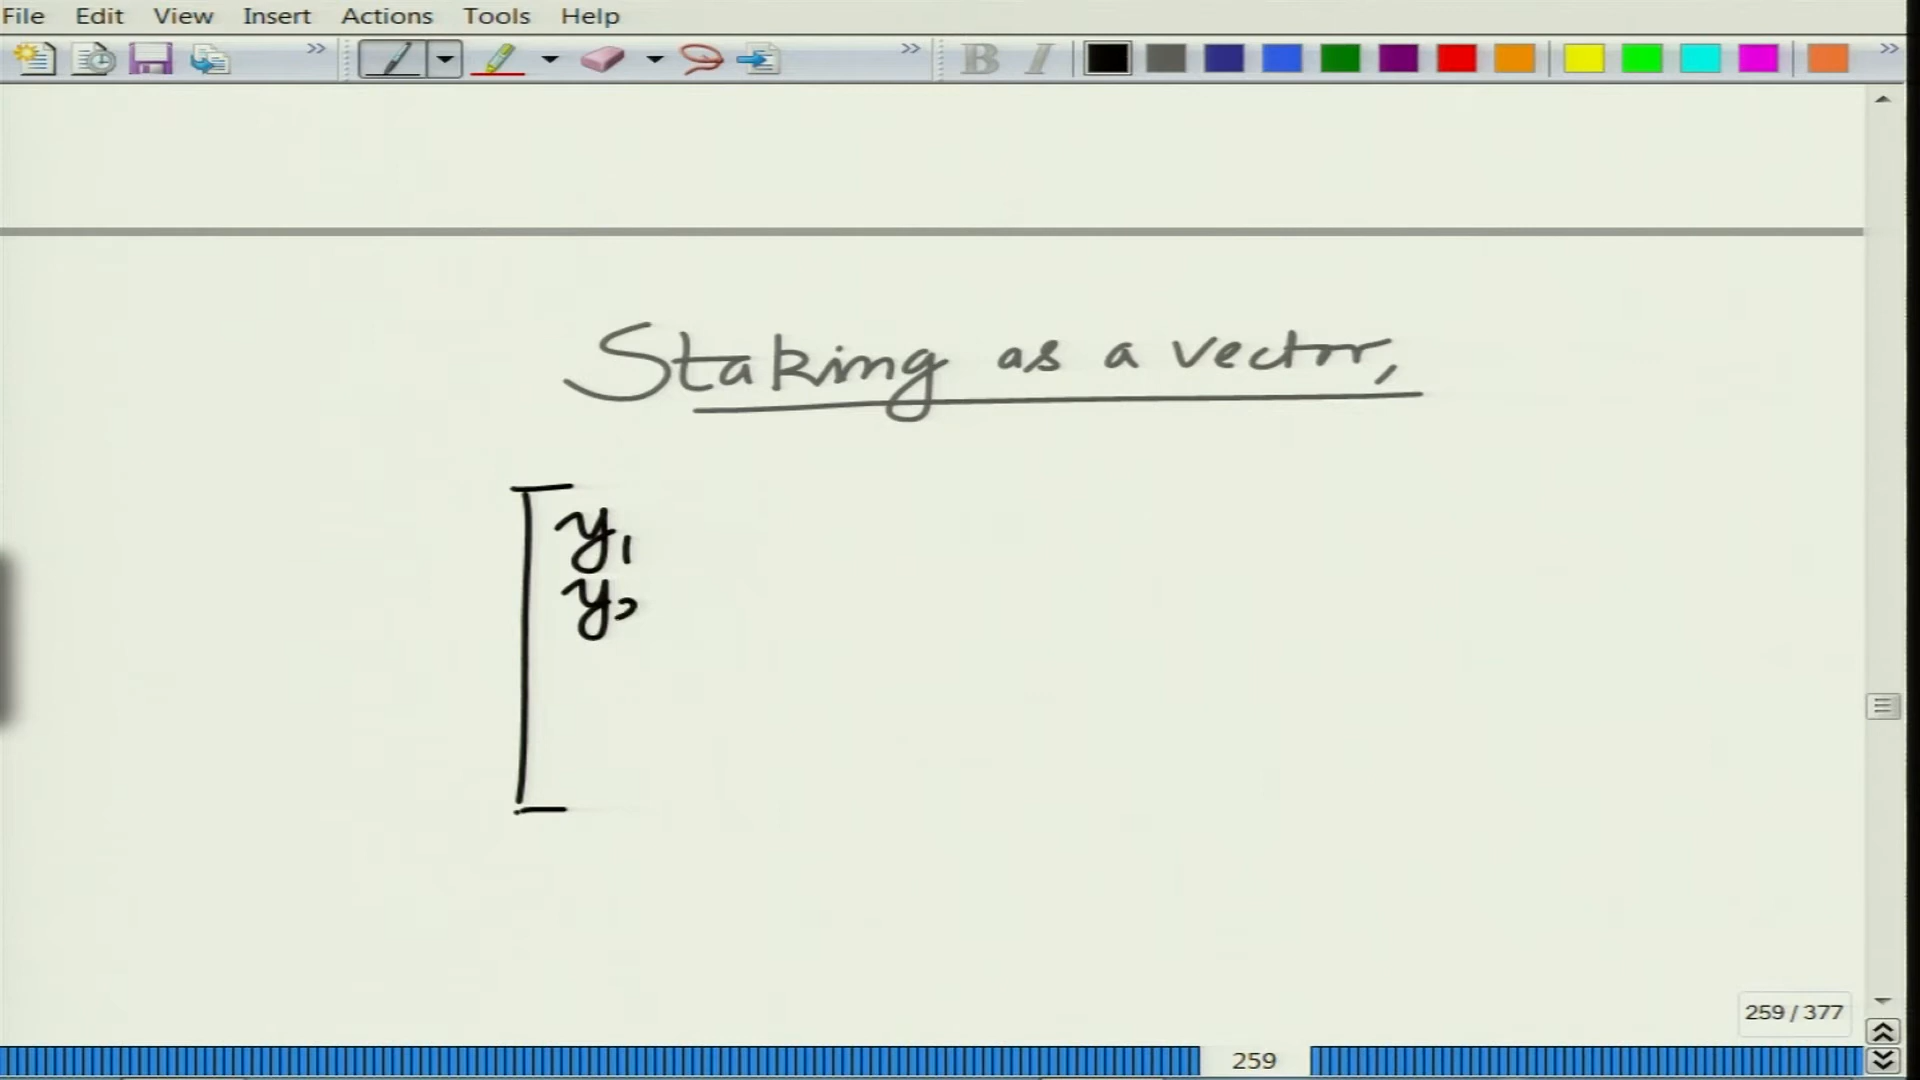 File Edit View Insert Actions Tools Help
B I
Staking as a vector,
y1
y2
259 / 377
259